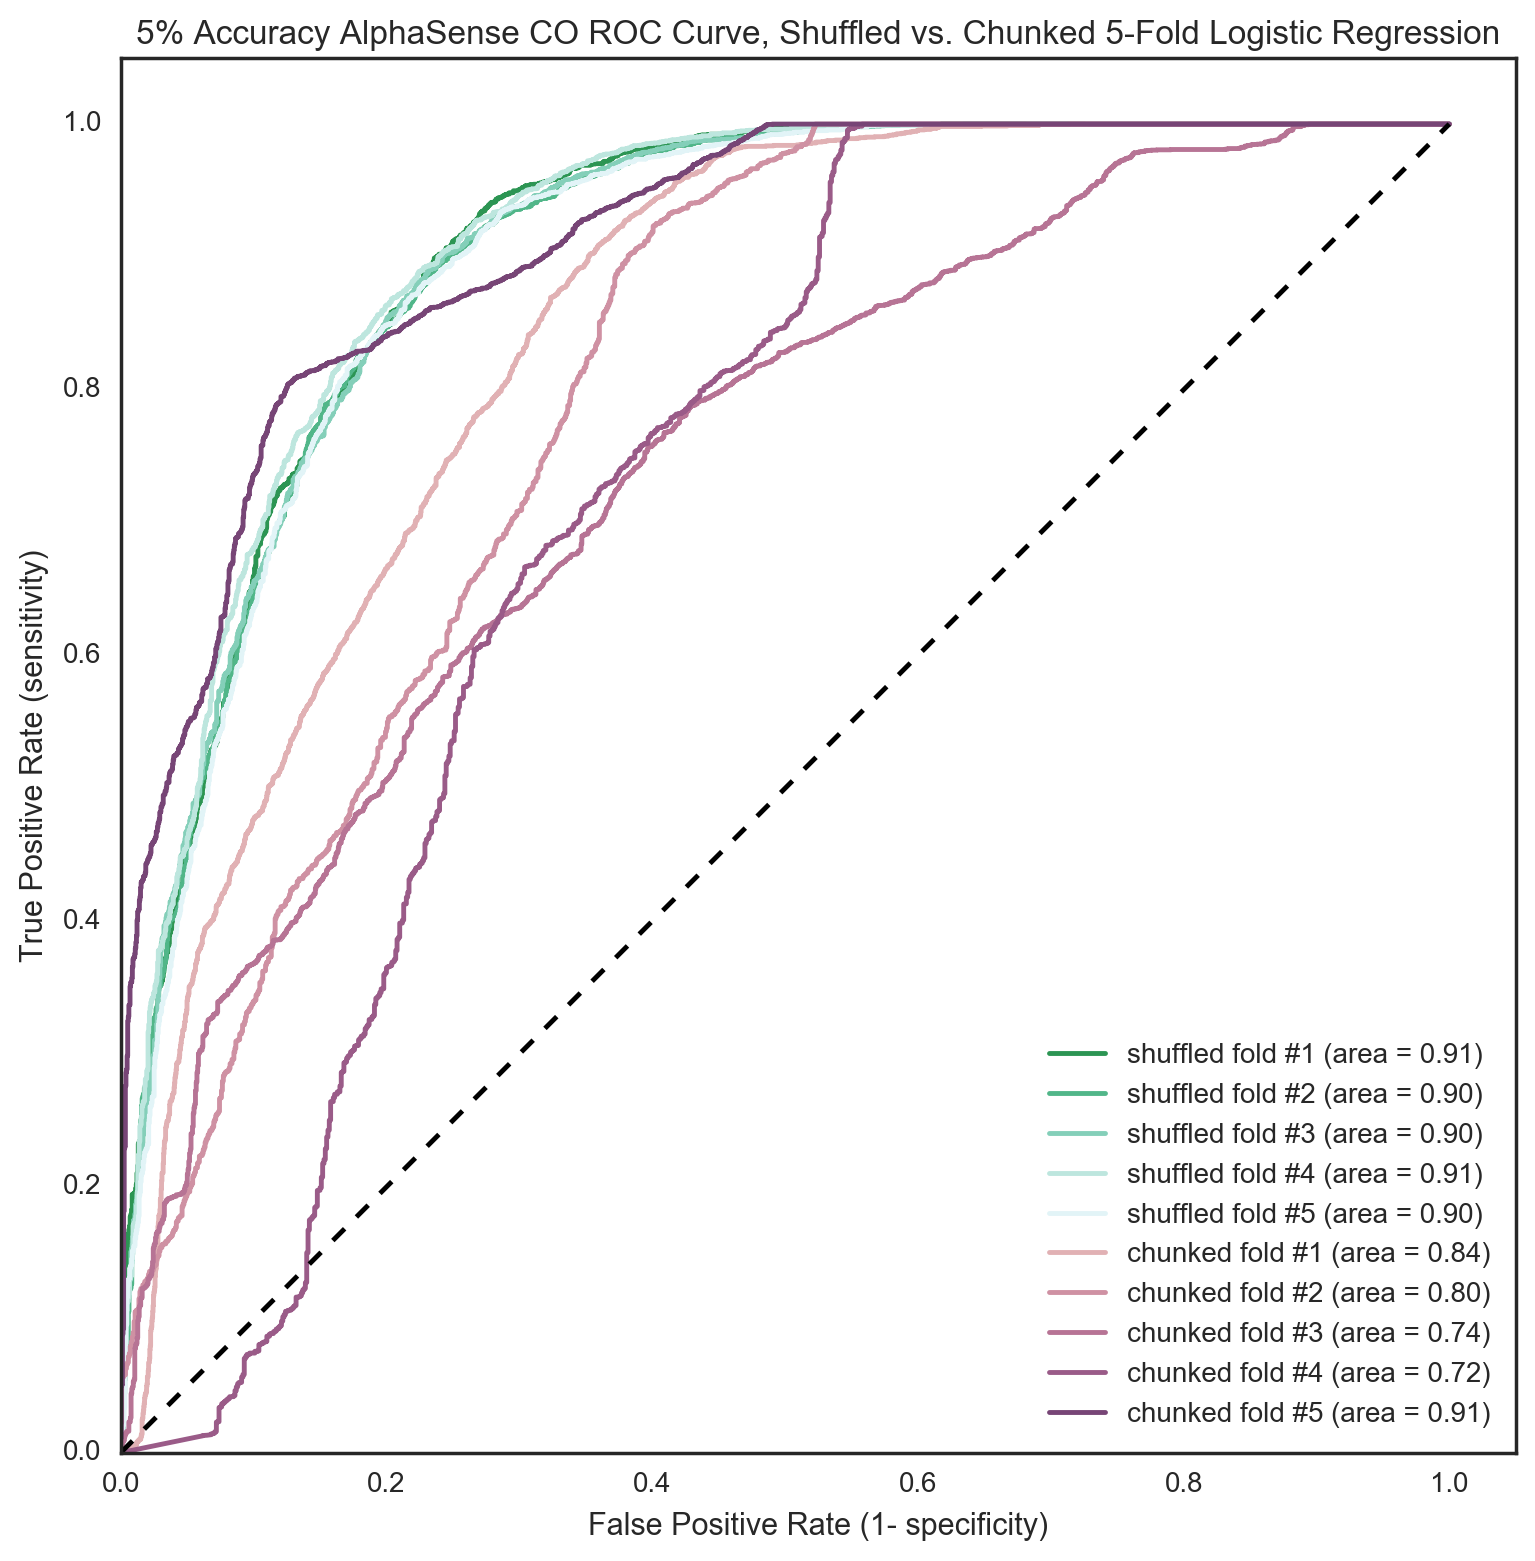 5% Accuracy AlphaSense CO ROC Curve, Shuffled vs. Chunked 5-Fold Logistic Regression
1.0
0.8
0.6
0.4
0.2
0.0
True Positive Rate (sensitivity)
shuffled fold #1 (area = 0.91)
shuffled fold #2 (area = 0.90)
shuffled fold #3 (area = 0.90)
shuffled fold #4 (area = 0.91)
shuffled fold #5 (area = 0.90)
chunked fold #1 (area = 0.84)
chunked fold #2 (area = 0.80)
chunked fold #3 (area = 0.74)
chunked fold #4 (area = 0.72)
chunked fold #5 (area = 0.91)
0.0 0.2 0.4 0.6 0.8 1.0
False Positive Rate (1- specificity)